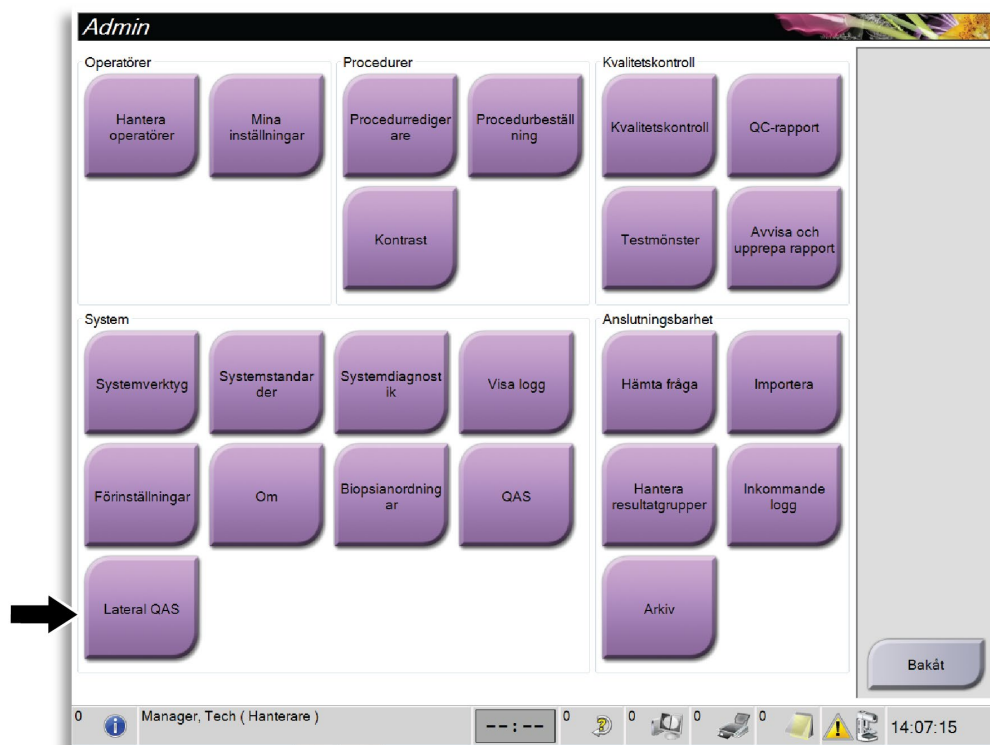 Admin
Operatörer
Hantera
operatörer
Mina
inställningar
Procedurer
Procedurrediger
are
Procedurbeställ
ning
Kontrast
Kvalitetskontroll
Kvalitetskontroll
QC-rapport
Testmönster
Avvisa och
upprepa rapport
System
Systemverktyg
Systemstandar
der
Systemdiagnost
ik
Visa logg
Förinställningar
Om
Biopsianordning
ar
QAS
Lateral QAS
Anslutningsbarhet
Hämta fråga
Importera
Hantera
resultatgrupper
Inkommande
logg
Arkiv
Bakåt
0
Manager, Tech ( Hanterare )
--:--
0
0
0
0
14:07:15